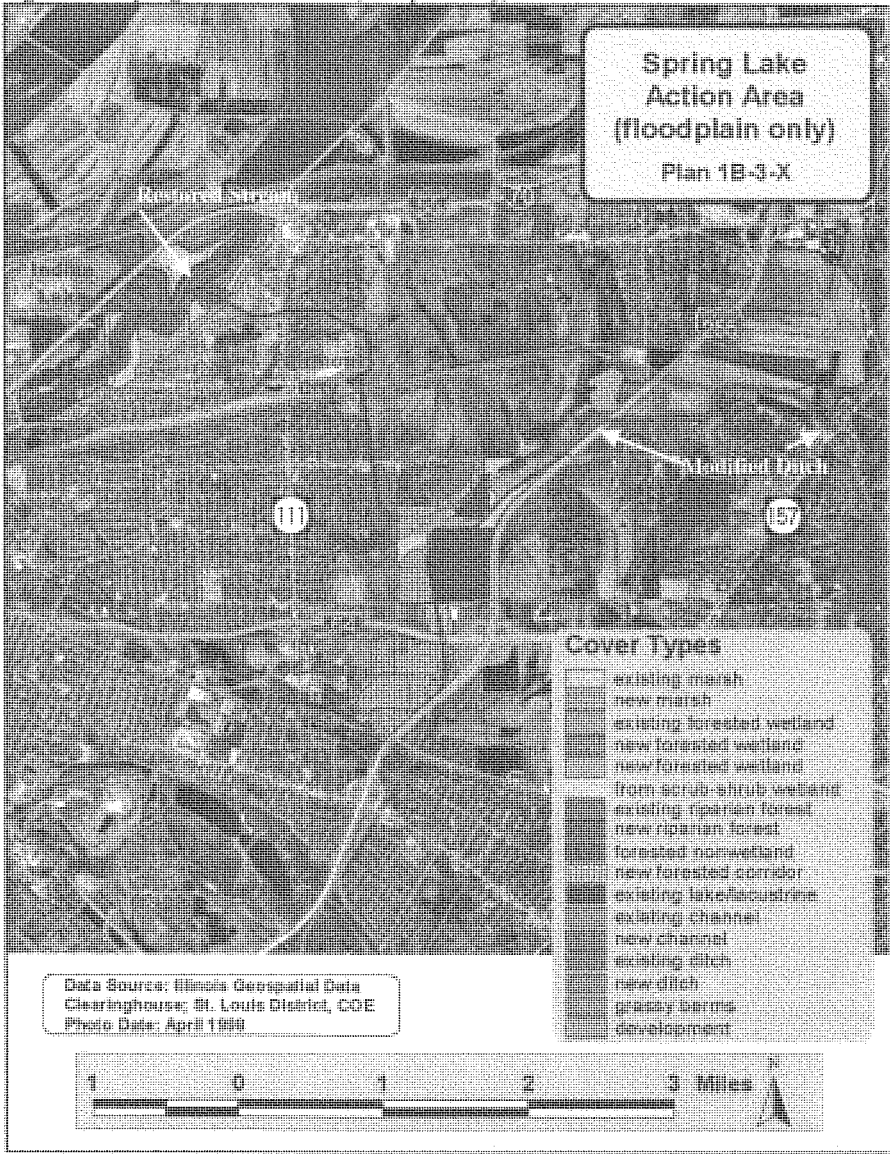 Spring Lake
Action Area
(floodplain only)
Plan 1B-3-X
Restored Stream
70
I-255
Modified Ditch
111
157
Cover Types
existing marsh
new marsh
existing forested wetland
new forested wetland
new forested wetland
from scrub-shrub wetland
existing riparian forest
new riparian forest
forested nonwetland
new forested corridor
existing lake/lacustrine
existing channel
new channel
existing ditch
new ditch
grassy berms
development
Data Source: Illinois Geospatial Data
Clearinghouse; St. Louis District, COE
Photo Date: April 1998
1 0 1 2 3 Miles
N